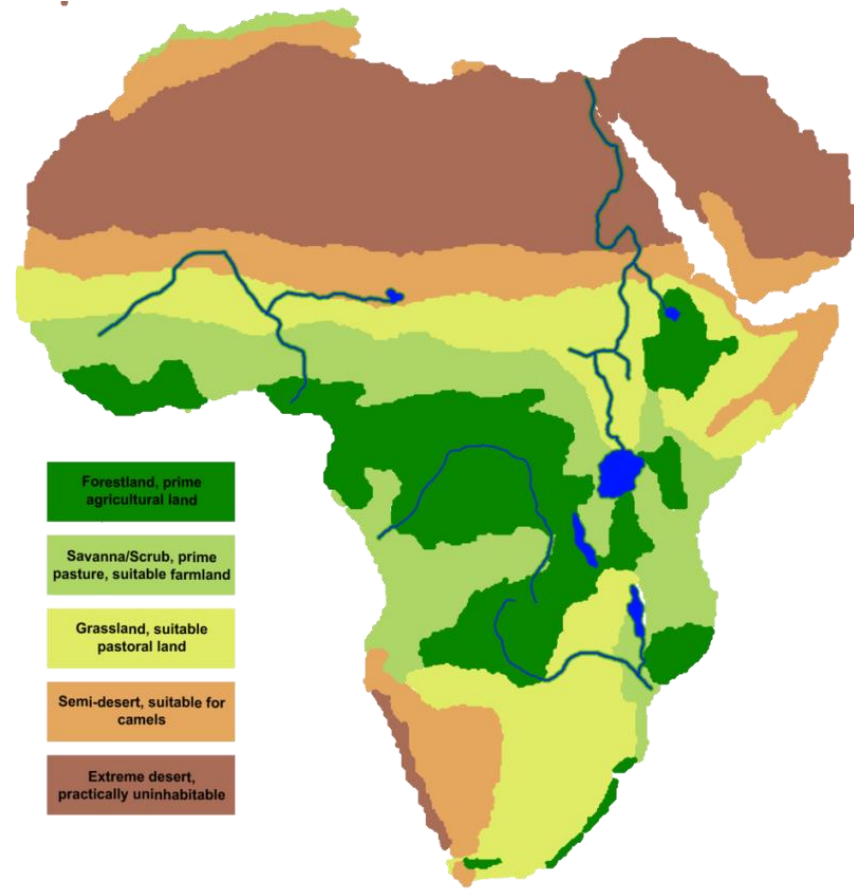 Forestland, prime
agricultural land
Savanna/Scrub, prime
pasture, suitable farmland
Grassland, suitable
pastoral land
Semi-desert, suitable for
camels
Extreme desert,
practically uninhabitable